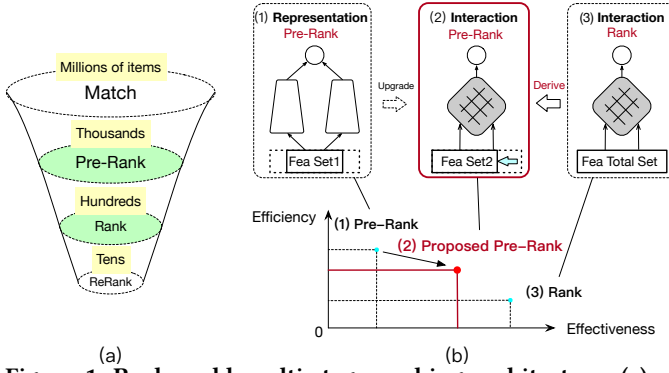 Millions of items
Match
Thousands
Pre-Rank
Hundreds
Rank
Tens
ReRank
(a)
(1) Representation
Pre-Rank
Fea Set1
Upgrade
(2) Interaction
Pre-Rank
Fea Set2
Derive
(3) Interaction
Rank
Fea Total Set
Efficiency
(1) Pre-Rank
(2) Proposed Pre-Rank
(3) Rank
0
Effectiveness
(b)